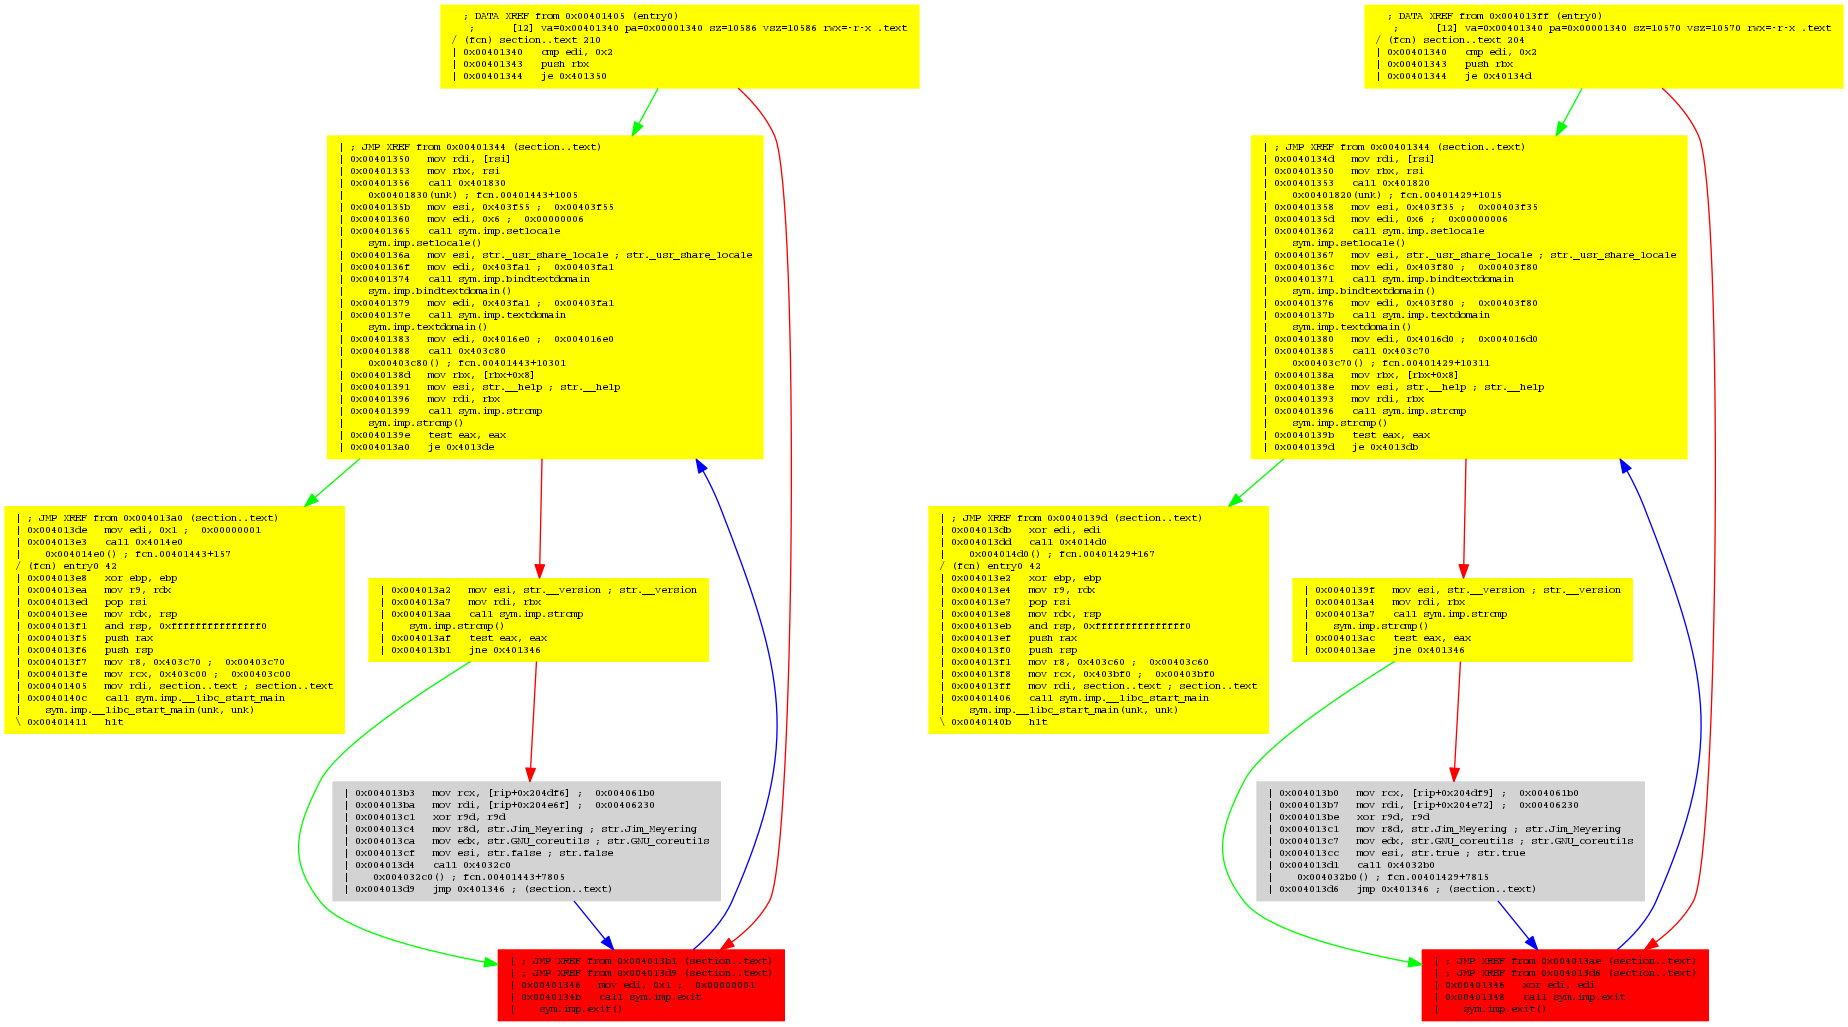 ; DATA XREF from 0x00401405 (entry0)
;      [12] va=0x00401340 pa=0x00001340 sz=10586 vsz=10586 rwx=-r-x .text
/ (fcn) section..text 210
| 0x00401340   cmp edi, 0x2
| 0x00401343   push rbx
| 0x00401344   je 0x401350
| ; JMP XREF from 0x00401344 (section..text)
| 0x00401350   mov rdi, [rsi]
| 0x00401353   mov rbx, rsi
| 0x00401356   call 0x401830
|    0x00401830(unk) ; fcn.00401443+1005
| 0x0040135b   mov esi, 0x403f55 ;  0x00403f55
| 0x00401360   mov edi, 0x6 ;  0x00000006
| 0x00401365   call sym.imp.setlocale
|    sym.imp.setlocale()
| 0x0040136a   mov esi, str._usr_share_locale ; str._usr_share_locale
| 0x0040136f   mov edi, 0x403fa1 ;  0x00403fa1
| 0x00401374   call sym.imp.bindtextdomain
|    sym.imp.bindtextdomain()
| 0x00401379   mov edi, 0x403fa1 ;  0x00403fa1
| 0x0040137e   call sym.imp.textdomain
|    sym.imp.textdomain()
| 0x00401383   mov edi, 0x4016e0 ;  0x004016e0
| 0x00401388   call 0x403c80
|    0x00403c80() ; fcn.00401443+10301
| 0x0040138d   mov rbx, [rbx+0x8]
| 0x00401391   mov esi, str.__help ; str.__help
| 0x00401396   mov rdi, rbx
| 0x00401399   call sym.imp.strcmp
|    sym.imp.strcmp()
| 0x0040139e   test eax, eax
| 0x004013a0   je 0x4013de
| ; JMP XREF from 0x004013a0 (section..text)
| 0x004013de   mov edi, 0x1 ;  0x00000001
| 0x004013e3   call 0x4014e0
|    0x004014e0() ; fcn.00401443+157
/ (fcn) entry0 42
| 0x004013e8   xor ebp, ebp
| 0x004013ea   mov r9, rdx
| 0x004013ed   pop rsi
| 0x004013ee   mov rdx, rsp
| 0x004013f1   and rsp, 0xfffffffffffffff0
| 0x004013f5   push rax
| 0x004013f6   push rsp
| 0x004013f7   mov r8, 0x403c70 ;  0x00403c70
| 0x004013fe   mov rcx, 0x403c00 ;  0x00403c00
| 0x00401405   mov rdi, section..text ; section..text
| 0x0040140c   call sym.imp.__libc_start_main
|    sym.imp.__libc_start_main(unk, unk)
\ 0x00401411   hlt
| 0x004013a2   mov esi, str.__version ; str.__version
| 0x004013a7   mov rdi, rbx
| 0x004013aa   call sym.imp.strcmp
|    sym.imp.strcmp()
| 0x004013af   test eax, eax
| 0x004013b1   jne 0x401346
| 0x004013b3   mov rcx, [rip+0x204df6] ;  0x004061b0
| 0x004013ba   mov rdi, [rip+0x204e6f] ;  0x00406230
| 0x004013c1   xor r9d, r9d
| 0x004013c4   mov r8d, str.Jim_Meyering ; str.Jim_Meyering
| 0x004013ca   mov edx, str.GNU_coreutils ; str.GNU_coreutils
| 0x004013cf   mov esi, str.false ; str.false
| 0x004013d4   call 0x4032c0
|    0x004032c0() ; fcn.00401443+7805
| 0x004013d9   jmp 0x401346 ; (section..text)
| ; JMP XREF from 0x004013b1 (section..text)
| ; JMP XREF from 0x004013d9 (section..text)
| 0x00401346   mov edi, 0x1 ;  0x00000001
| 0x0040134b   call sym.imp.exit
|    sym.imp.exit()
; DATA XREF from 0x004013ff (entry0)
;      [12] va=0x00401340 pa=0x00001340 sz=10570 vsz=10570 rwx=-r-x .text
/ (fcn) section..text 204
| 0x00401340   cmp edi, 0x2
| 0x00401343   push rbx
| 0x00401344   je 0x40134d
| ; JMP XREF from 0x00401344 (section..text)
| 0x0040134d   mov rdi, [rsi]
| 0x00401350   mov rbx, rsi
| 0x00401353   call 0x401820
|    0x00401820(unk) ; fcn.00401429+1015
| 0x00401358   mov esi, 0x403f35 ;  0x00403f35
| 0x0040135d   mov edi, 0x6 ;  0x00000006
| 0x00401362   call sym.imp.setlocale
|    sym.imp.setlocale()
| 0x00401367   mov esi, str._usr_share_locale ; str._usr_share_locale
| 0x0040136c   mov edi, 0x403f80 ;  0x00403f80
| 0x00401371   call sym.imp.bindtextdomain
|    sym.imp.bindtextdomain()
| 0x00401376   mov edi, 0x403f80 ;  0x00403f80
| 0x0040137b   call sym.imp.textdomain
|    sym.imp.textdomain()
| 0x00401380   mov edi, 0x4016d0 ;  0x004016d0
| 0x00401385   call 0x403c70
|    0x00403c70() ; fcn.00401429+10311
| 0x0040138a   mov rbx, [rbx+0x8]
| 0x0040138e   mov esi, str.__help ; str.__help
| 0x00401393   mov rdi, rbx
| 0x00401396   call sym.imp.strcmp
|    sym.imp.strcmp()
| 0x0040139b   test eax, eax
| 0x0040139d   je 0x4013db
| ; JMP XREF from 0x0040139d (section..text)
| 0x004013db   xor edi, edi
| 0x004013dd   call 0x4014d0
|    0x004014d0() ; fcn.00401429+167
/ (fcn) entry0 42
| 0x004013e2   xor ebp, ebp
| 0x004013e4   mov r9, rdx
| 0x004013e7   pop rsi
| 0x004013e8   mov rdx, rsp
| 0x004013eb   and rsp, 0xfffffffffffffff0
| 0x004013ef   push rax
| 0x004013f0   push rsp
| 0x004013f1   mov r8, 0x403c60 ;  0x00403c60
| 0x004013f8   mov rcx, 0x403bf0 ;  0x00403bf0
| 0x004013ff   mov rdi, section..text ; section..text
| 0x00401406   call sym.imp.__libc_start_main
|    sym.imp.__libc_start_main(unk, unk)
\ 0x0040140b   hlt
| 0x0040139f   mov esi, str.__version ; str.__version
| 0x004013a4   mov rdi, rbx
| 0x004013a7   call sym.imp.strcmp
|    sym.imp.strcmp()
| 0x004013ac   test eax, eax
| 0x004013ae   jne 0x401346
| 0x004013b0   mov rcx, [rip+0x204df9] ;  0x004061b0
| 0x004013b7   mov rdi, [rip+0x204e72] ;  0x00406230
| 0x004013be   xor r9d, r9d
| 0x004013c1   mov r8d, str.Jim_Meyering ; str.Jim_Meyering
| 0x004013c7   mov edx, str.GNU_coreutils ; str.GNU_coreutils
| 0x004013cc   mov esi, str.true ; str.true
| 0x004013d1   call 0x4032b0
|    0x004032b0() ; fcn.00401429+7815
| 0x004013d6   jmp 0x401346 ; (section..text)
| ; JMP XREF from 0x004013ae (section..text)
| ; JMP XREF from 0x004013d6 (section..text)
| 0x00401346   xor edi, edi
| 0x00401348   call sym.imp.exit
|    sym.imp.exit()